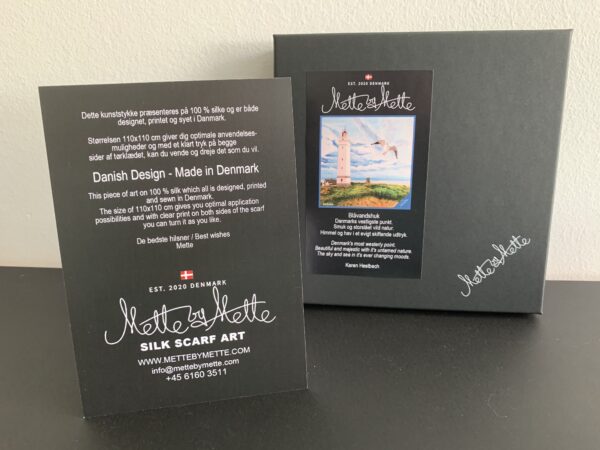 Dette kunststykke præsenteres på 100 % silke og er både
designet, printet og syet i Danmark.
Størrelsen 110x110 cm giver dig optimale anvendelses-
muligheder og med et klart tryk på begge
sider af tørklædet, kan du vende og dreje det som du vil.
Danish Design - Made in Denmark
This piece of art on 100 % silk which all is designed, printed
and sewn in Denmark.
The size of 110x110 cm gives you optimal application
possibilities and with clear print on both sides of the scarf
you can turn it as you like.
De bedste hilsner / Best wishes
Mette
EST. 2020 DENMARK
Mette by Mette
SILK SCARF ART
WWW.METTEBYMETTE.COM
info@mettebymette.com
+45 6160 3511
EST. 2020 DENMARK
Mette by Mette
Blåvandshuk
Danmarks vestligste punkt.
Smuk og storslået vild natur.
Himmel og hav i et evigt skiftende udtryk.
Denmark's most westerly point.
Beautiful and majestic with it's untamed nature.
The sky and see in it's ever changing moods.
Karen Hestbech
Mette by Mette